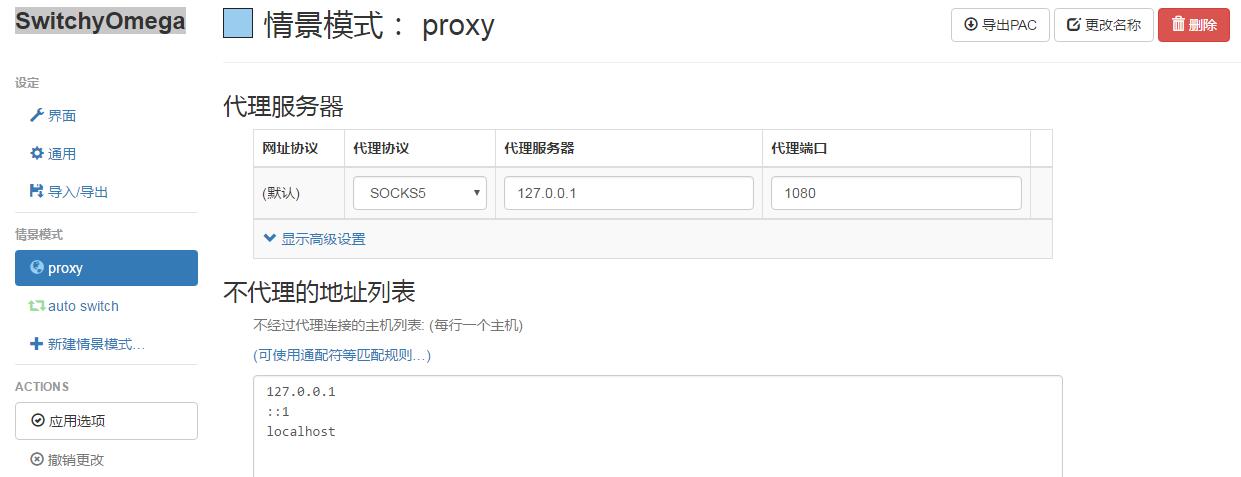 SwitchyOmega
情景模式： proxy
导出PAC
更改名称
删除
设定
界面
通用
导入/导出
情景模式
proxy
auto switch
新建情景模式...
ACTIONS
应用选项
撤销更改
代理服务器
网址协议 代理协议 代理服务器 代理端口
(默认) SOCKS5 127.0.0.1 1080
显示高级设置
不代理的地址列表
不经过代理连接的主机列表: (每行一个主机)
(可使用通配符等匹配规则...)
127.0.0.1
::1
localhost